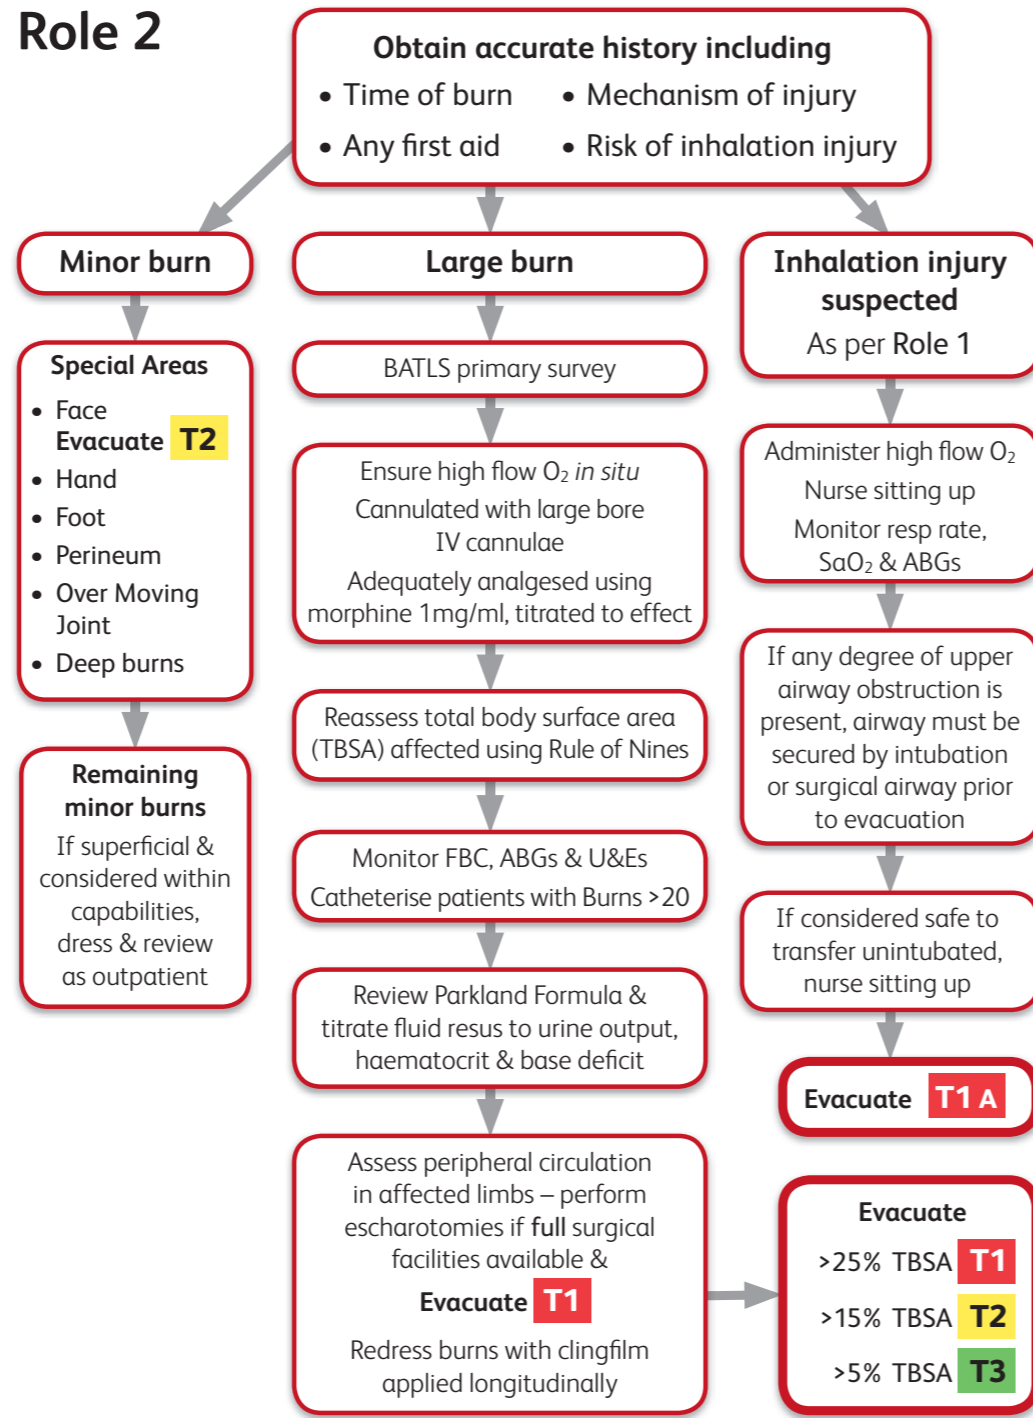 Role 2
Obtain accurate history including
• Time of burn
• Mechanism of injury
• Any first aid
• Risk of inhalation injury
Minor burn
Special Areas
• Face
Evacuate T2
• Hand
• Foot
• Perineum
• Over Moving
Joint
• Deep burns
Remaining
minor burns
If superficial &
considered within
capabilities,
dress & review
as outpatient
Large burn
BATLS primary survey
Ensure high flow O₂ in situ
Cannulated with large bore
IV cannulae
Adequately analgesed using
morphine 1mg/ml, titrated to effect
Reassess total body surface area
(TBSA) affected using Rule of Nines
Monitor FBC, ABGs & U&Es
Catheterise patients with Burns >20
Review Parkland Formula &
titrate fluid resus to urine output,
haematocrit & base deficit
Assess peripheral circulation
in affected limbs – perform
escharotomies if full surgical
facilities available &
Evacuate T1
Redress burns with clingfilm
applied longitudinally
Inhalation injury
suspected
As per Role 1
Administer high flow O₂
Nurse sitting up
Monitor resp rate,
SaO₂ & ABGs
If any degree of upper
airway obstruction is
present, airway must be
secured by intubation
or surgical airway prior
to evacuation
If considered safe to
transfer unintubated,
nurse sitting up
Evacuate T1 A
Evacuate
>25% TBSA T1
>15% TBSA T2
>5% TBSA T3